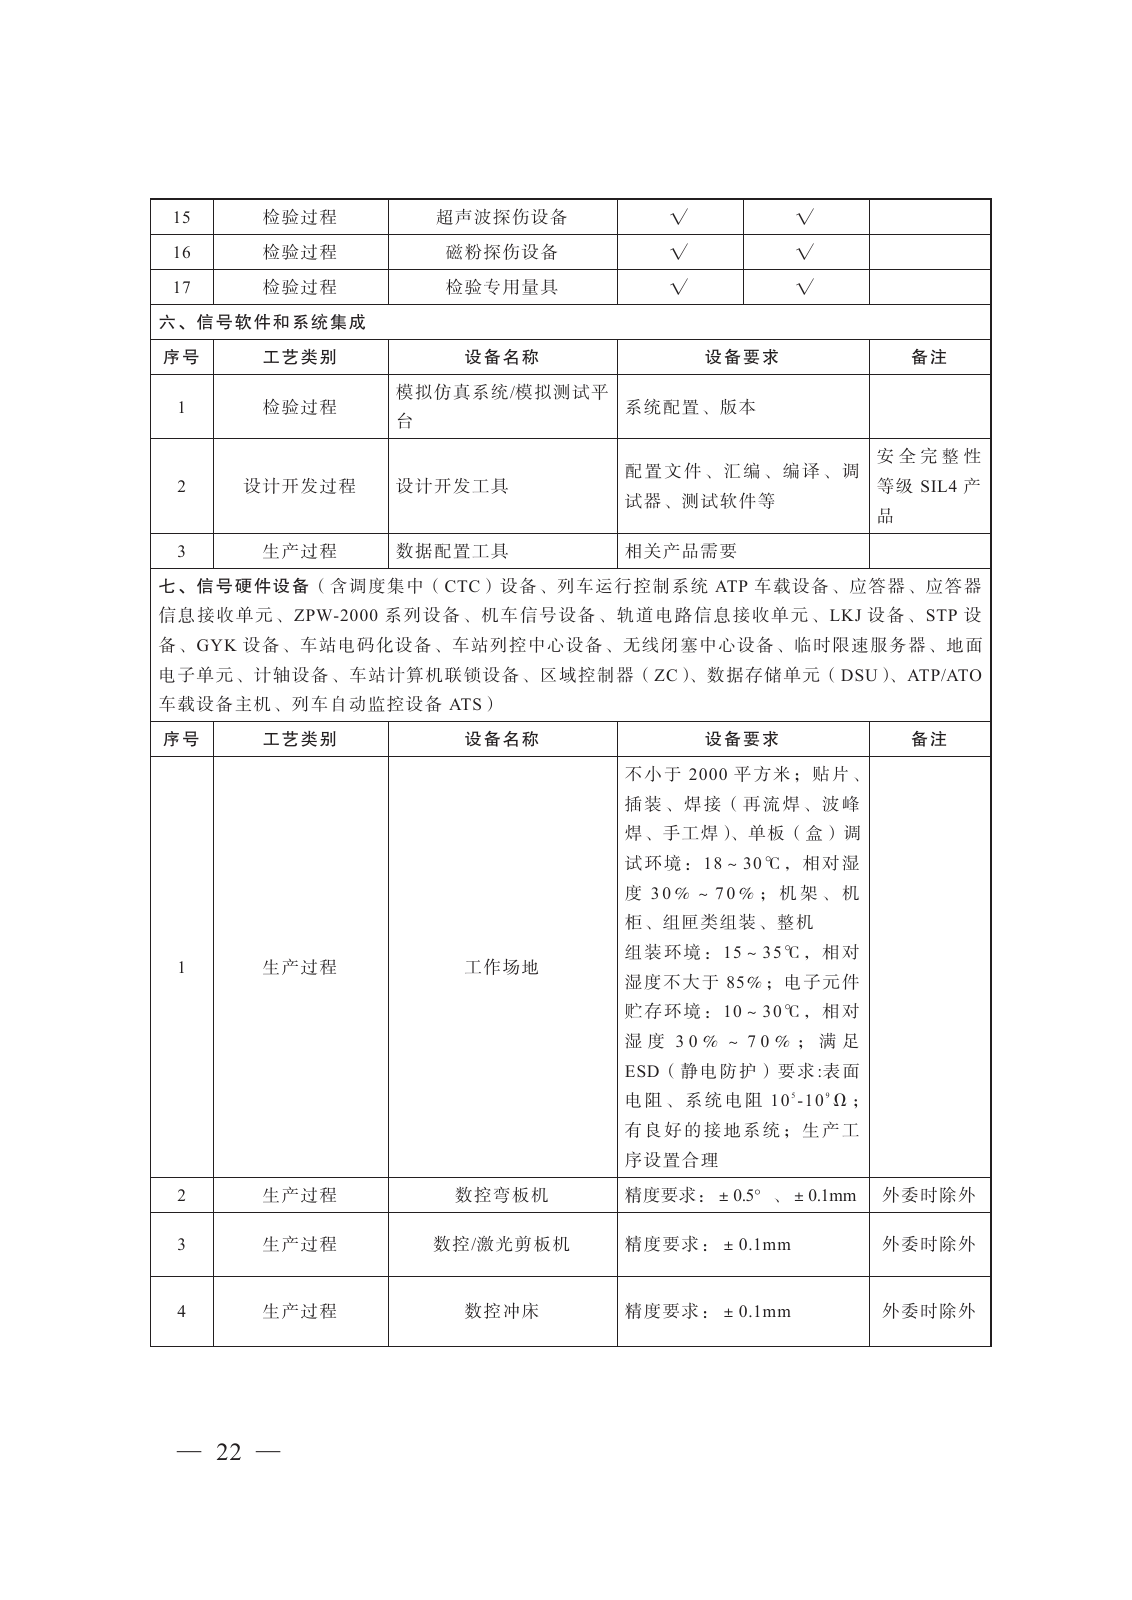 15 检验过程 超声波探伤设备 √ √
16 检验过程 磁粉探伤设备 √ √
17 检验过程 检验专用量具 √ √
六、信号软件和系统集成
序号 工艺类别 设备名称 设备要求 备注
1 检验过程 模拟仿真系统/模拟测试平
台 系统配置、版本
2 设计开发过程 设计开发工具 配置文件、汇编、编译、调
试器、测试软件等 安全完整性
等级 SIL4 产
品
3 生产过程 数据配置工具 相关产品需要
七、信号硬件设备（含调度集中（CTC）设备、列车运行控制系统 ATP 车载设备、应答器、应答器
信息接收单元、ZPW-2000 系列设备、机车信号设备、轨道电路信息接收单元、LKJ 设备、STP 设
备、GYK 设备、车站电码化设备、车站列控中心设备、无线闭塞中心设备、临时限速服务器、地面
电子单元、计轴设备、车站计算机联锁设备、区域控制器（ZC）、数据存储单元（DSU）、ATP/ATO
车载设备主机、列车自动监控设备 ATS）
序号 工艺类别 设备名称 设备要求 备注
1 生产过程 工作场地 不小于 2000 平方米；贴片、
插装、焊接（再流焊、波峰
焊、手工焊）、单板（盒）调
试环境：18～30℃，相对湿
度 30%～70%；机架、机
柜、组匣类组装、整机
组装环境：15～35℃，相对
湿度不大于 85%；电子元件
贮存环境：10～30℃，相对
湿度 30%～70%；满足
ESD（静电防护）要求:表面
电阻、系统电阻 10⁵-10⁹Ω；
有良好的接地系统；生产工
序设置合理
2 生产过程 数控弯板机 精度要求：±0.5° 、±0.1mm 外委时除外
3 生产过程 数控/激光剪板机 精度要求：±0.1mm 外委时除外
4 生产过程 数控冲床 精度要求：±0.1mm 外委时除外
— 22 —